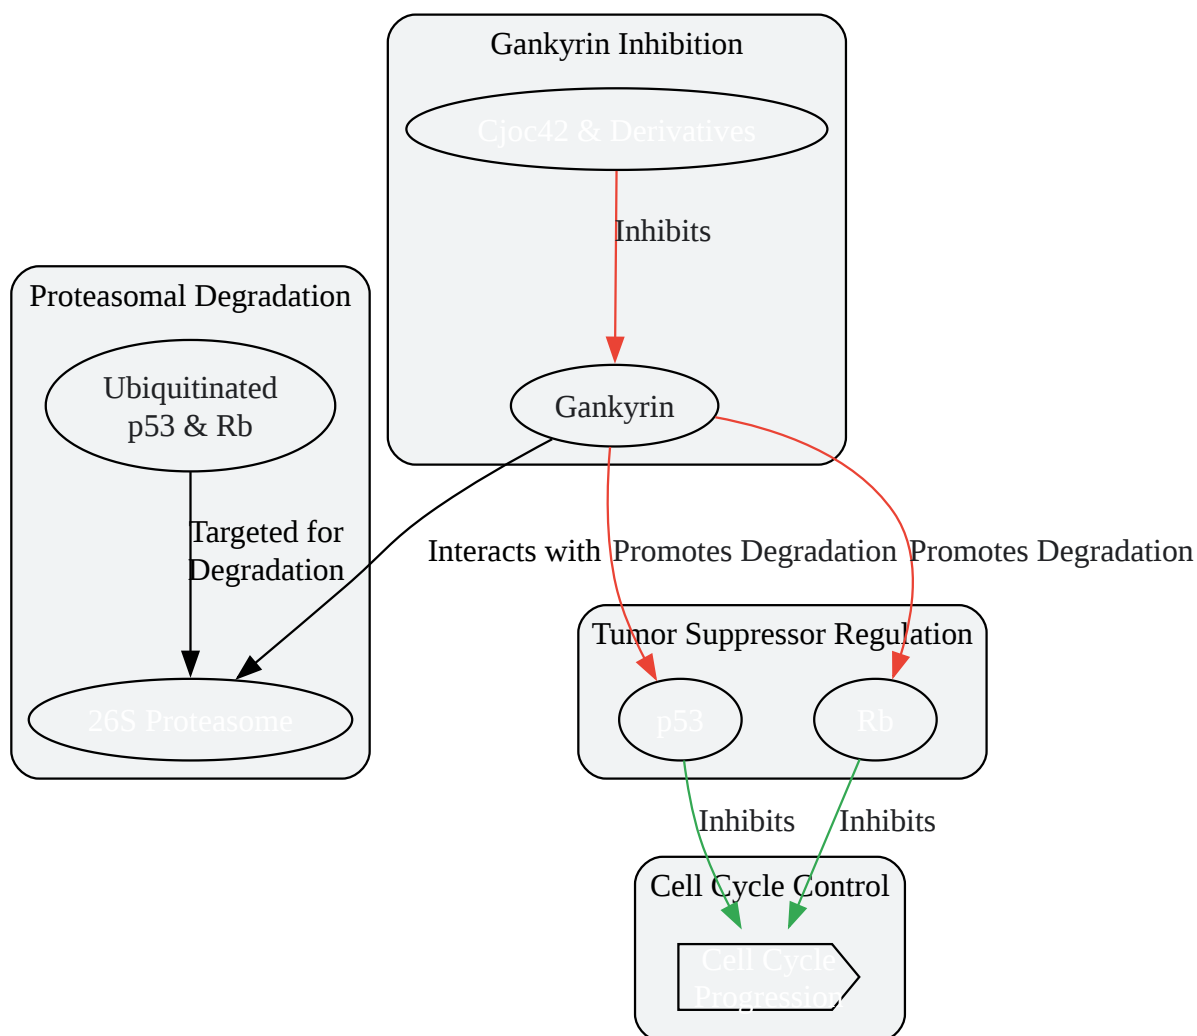 Gankyrin Inhibition
Cjoc42 & Derivatives
Inhibits
Proteasomal Degradation
Ubiquitinated
p53 & Rb
Gankyrin
Targeted for
Degradation
Interacts with
Promotes Degradation
Promotes Degradation
Tumor Suppressor Regulation
26S Proteasome
p53
Rb
Inhibits
Inhibits
Cell Cycle Control
Cell Cycle
Progression